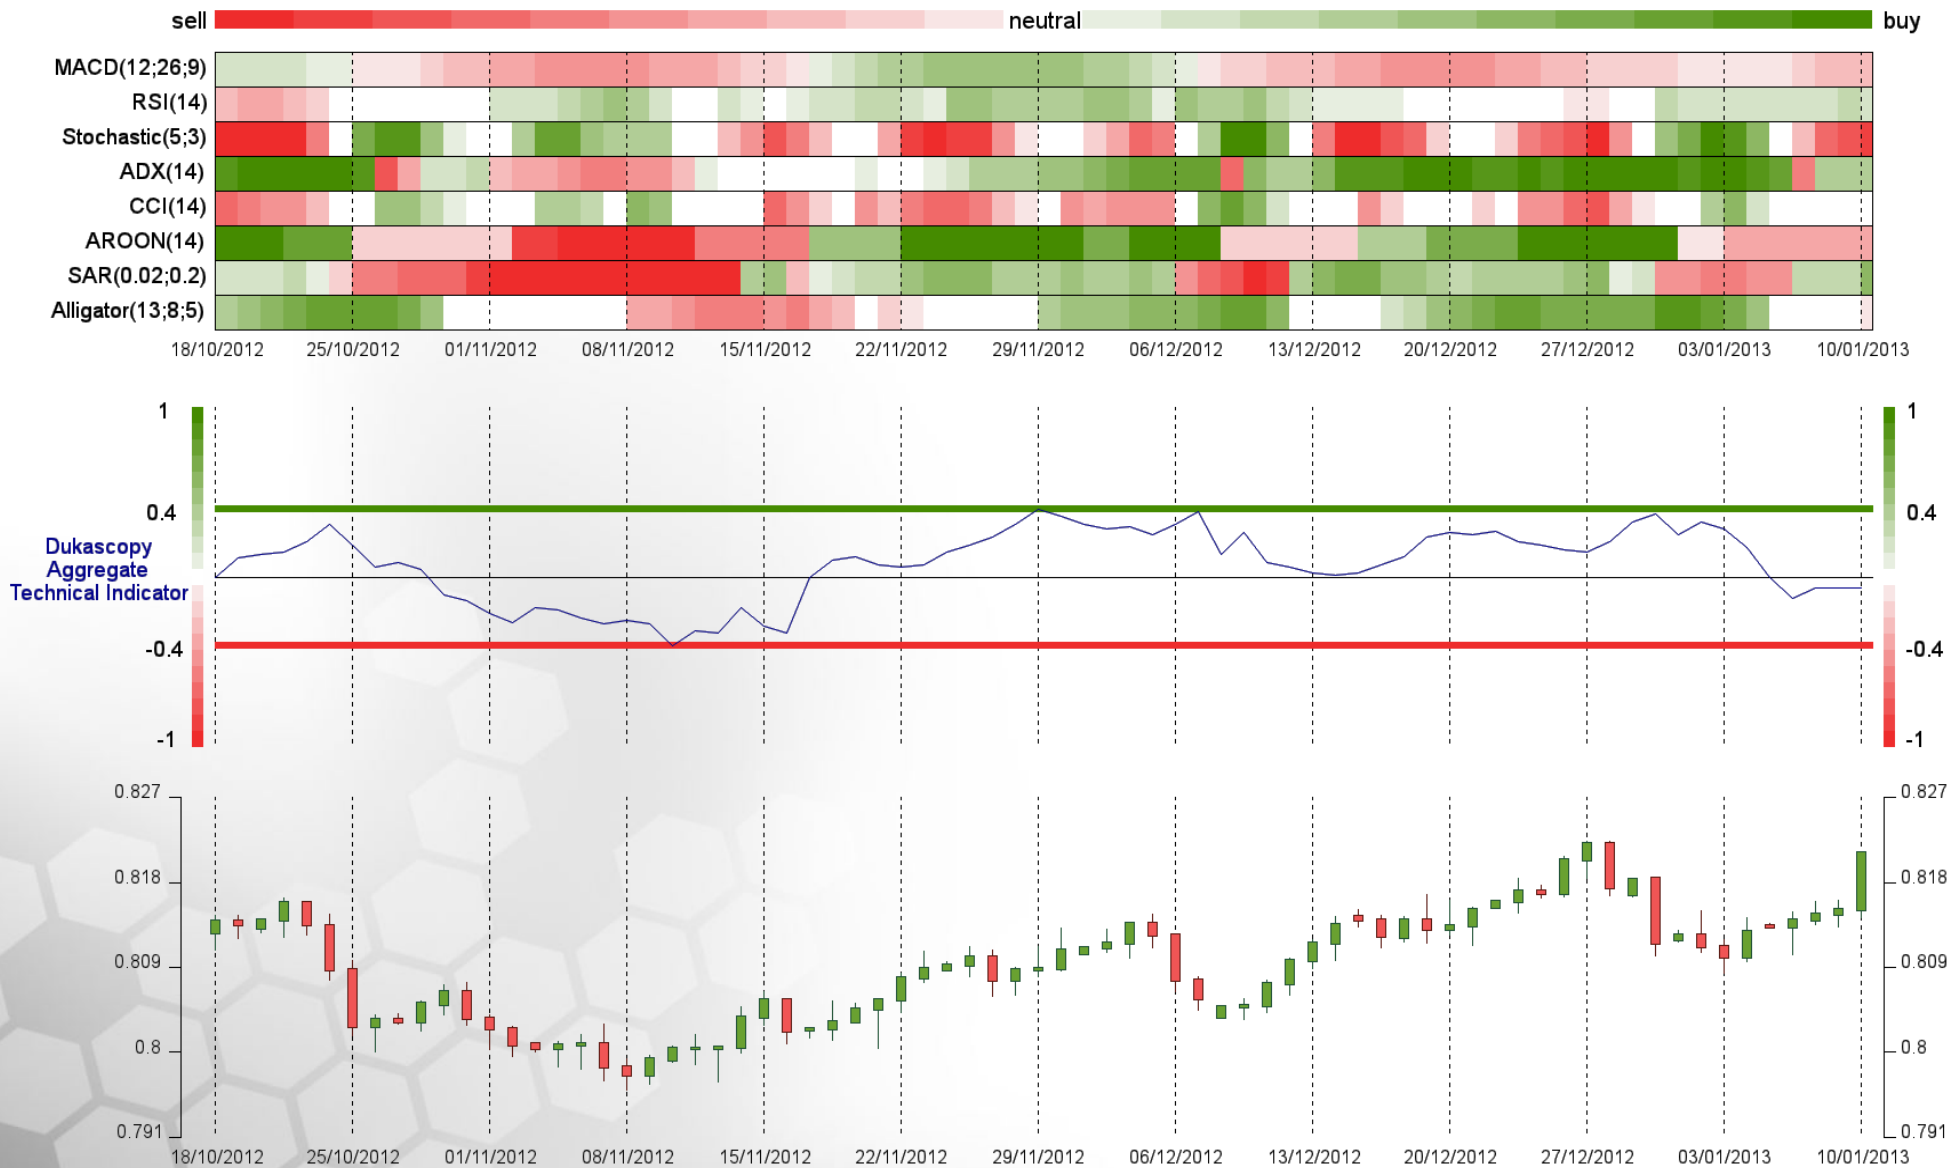 sell neutral buy
MACD(12;26;9)
RSI(14)
Stochastic(5;3)
ADX(14)
CCI(14)
AROON(14)
SAR(0.02;0.2)
Alligator(13;8;5)
18/10/2012 25/10/2012 01/11/2012 08/11/2012 15/11/2012 22/11/2012 29/11/2012 06/12/2012 13/12/2012 20/12/2012 27/12/2012 03/01/2013 10/01/2013
1 1
0.4 0.4
Dukascopy
Aggregate
Technical Indicator
-0.4 -0.4
-1 -1
0.827 0.827
0.818 0.818
0.809 0.809
0.8 0.8
0.791 0.791
18/10/2012 25/10/2012 01/11/2012 08/11/2012 15/11/2012 22/11/2012 29/11/2012 06/12/2012 13/12/2012 20/12/2012 27/12/2012 03/01/2013 10/01/2013